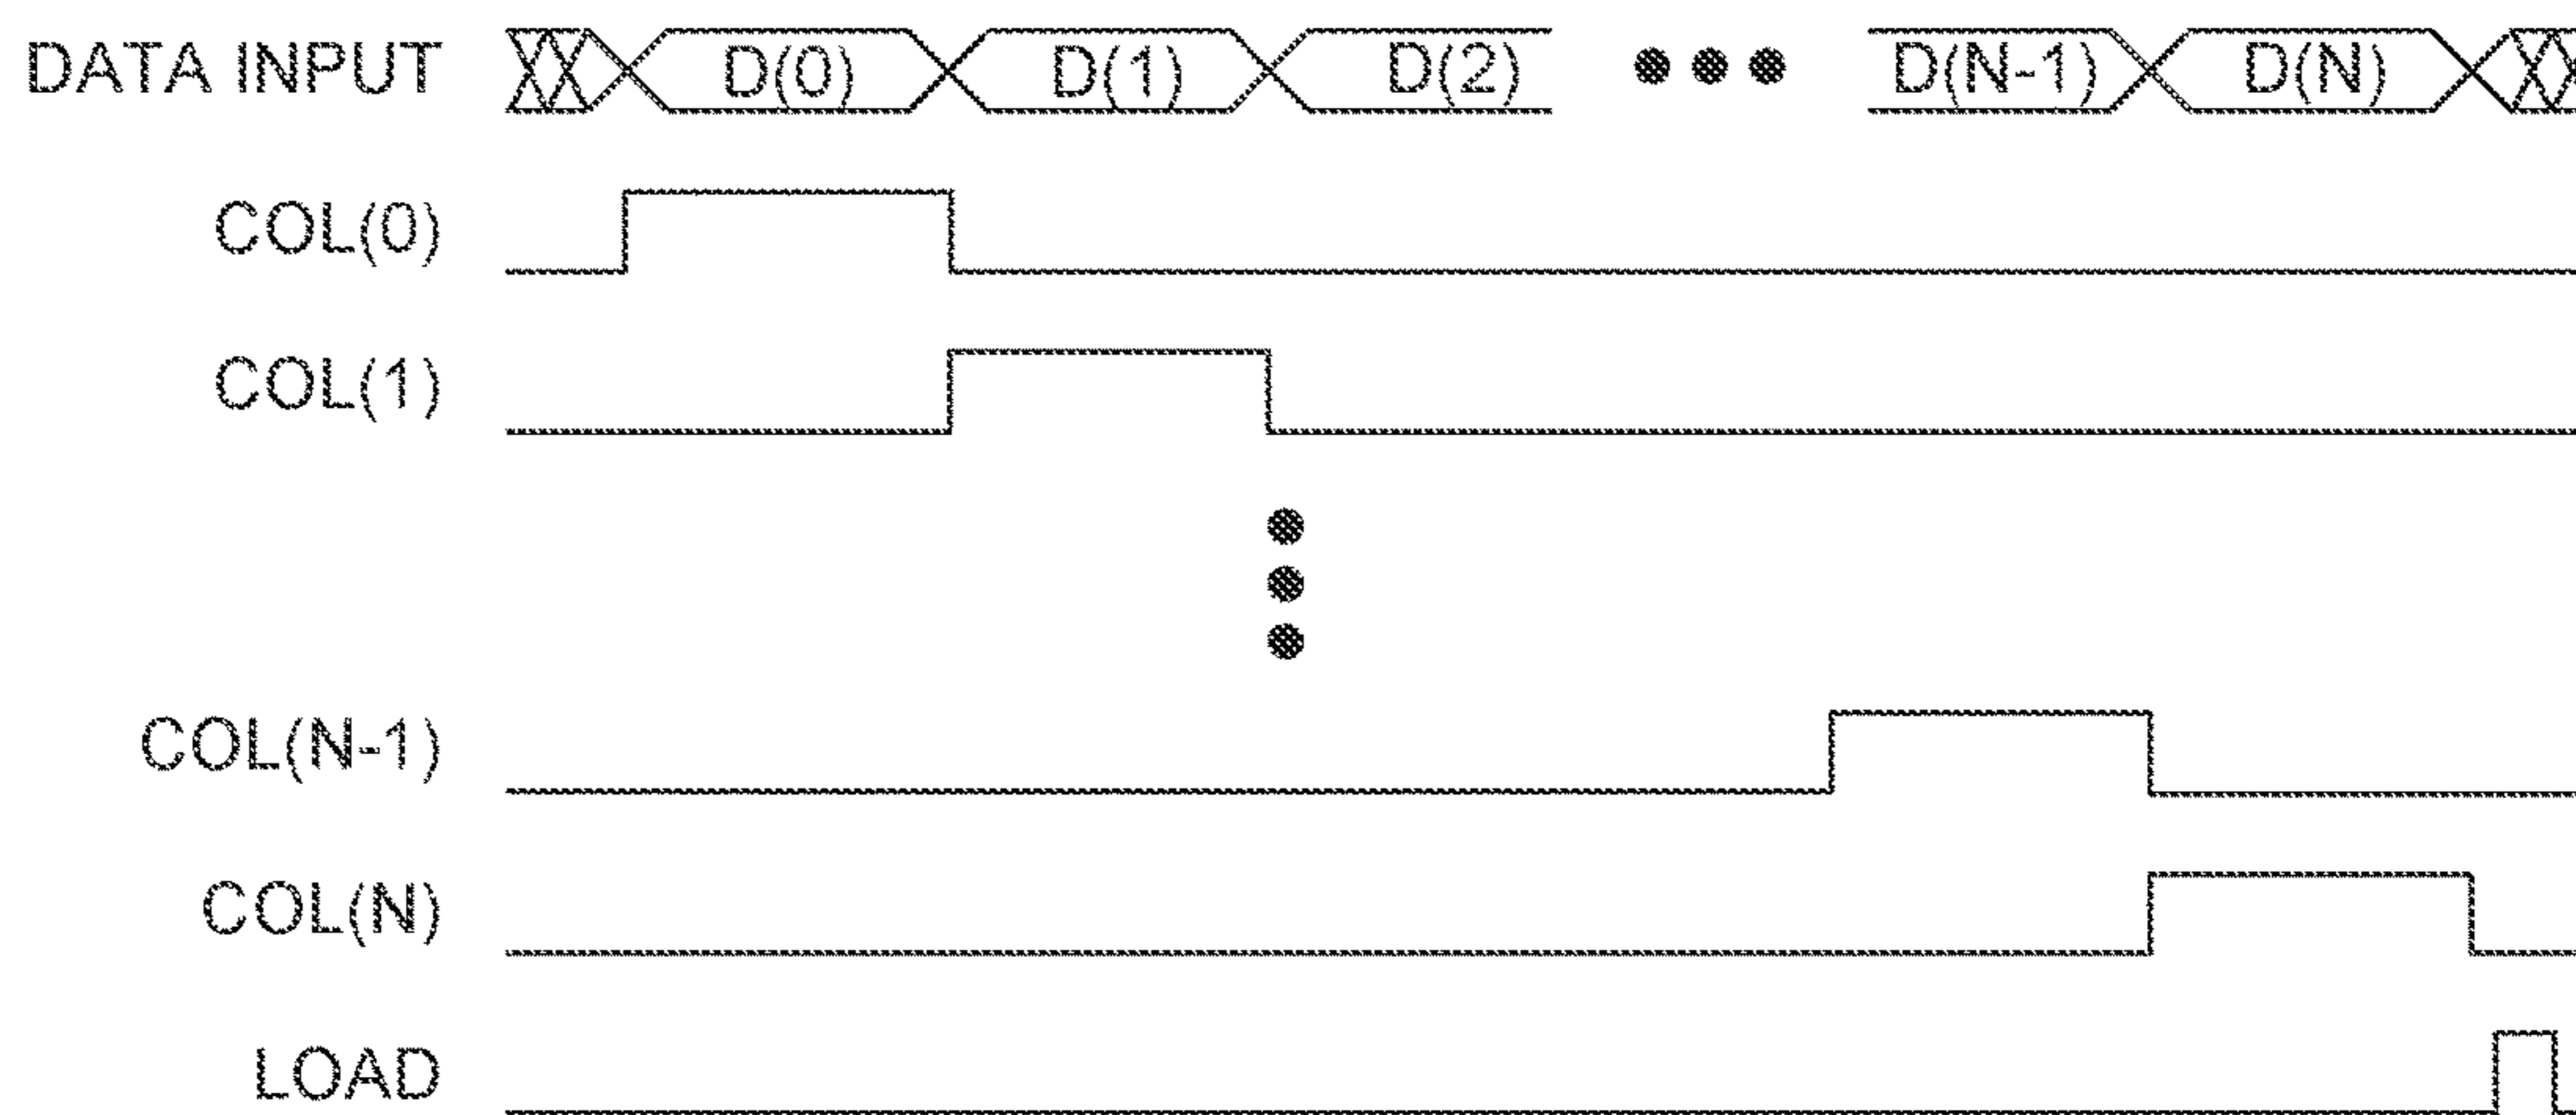 DATA INPUT D(0) D(1) D(2) D(N-1) D(N)
COL(0)
COL(1)
COL(N-1)
COL(N)
LOAD